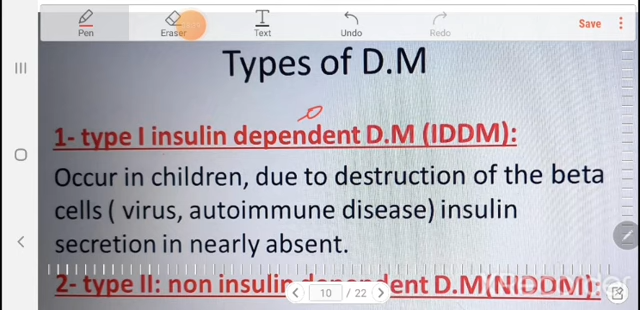 Pen
Eraser
Text
Undo
Redo
Save
Types of D.M
1- type I insulin dependent D.M (IDDM):
Occur in children, due to destruction of the beta
cells ( virus, autoimmune disease) insulin
secretion in nearly absent.
2- type II: non insulin dependent D.M(NIDDM):
10 / 22